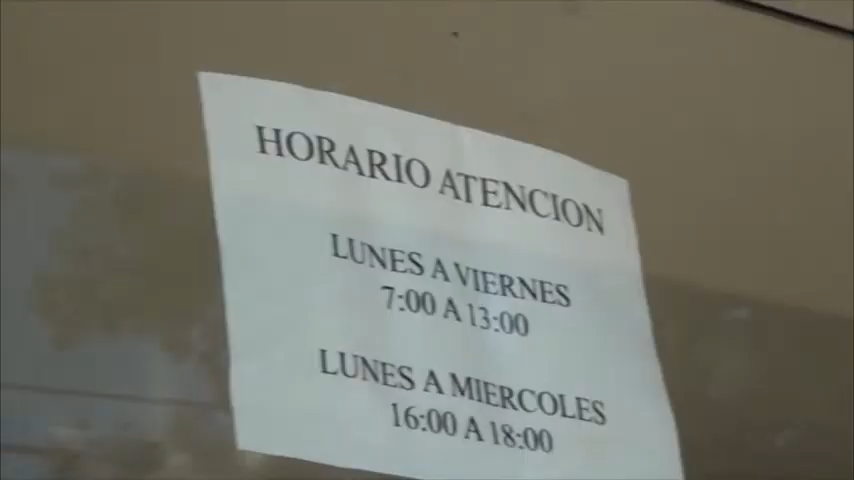 HORARIO ATENCION
LUNES A VIERNES
7:00 A 13:00
LUNES A MIERCOLES
16:00 A 18:00